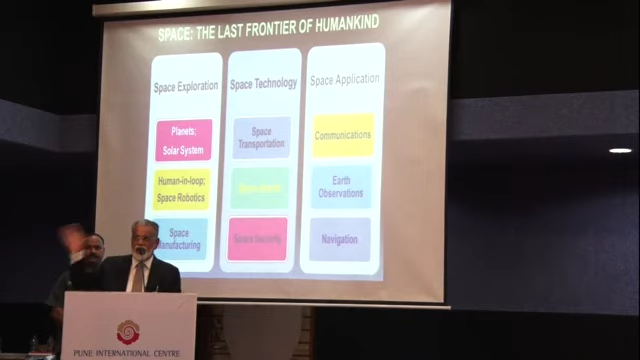 SPACE: THE LAST FRONTIER OF HUMANKIND
Space Exploration
Planets;
Solar System
Human-in-loop;
Space Robotics
Space
Manufacturing
Space Technology
Space
Transportation
Space Security
Space Application
Communications
Earth
Observations
Navigation
PUNE INTERNATIONAL CENTRE